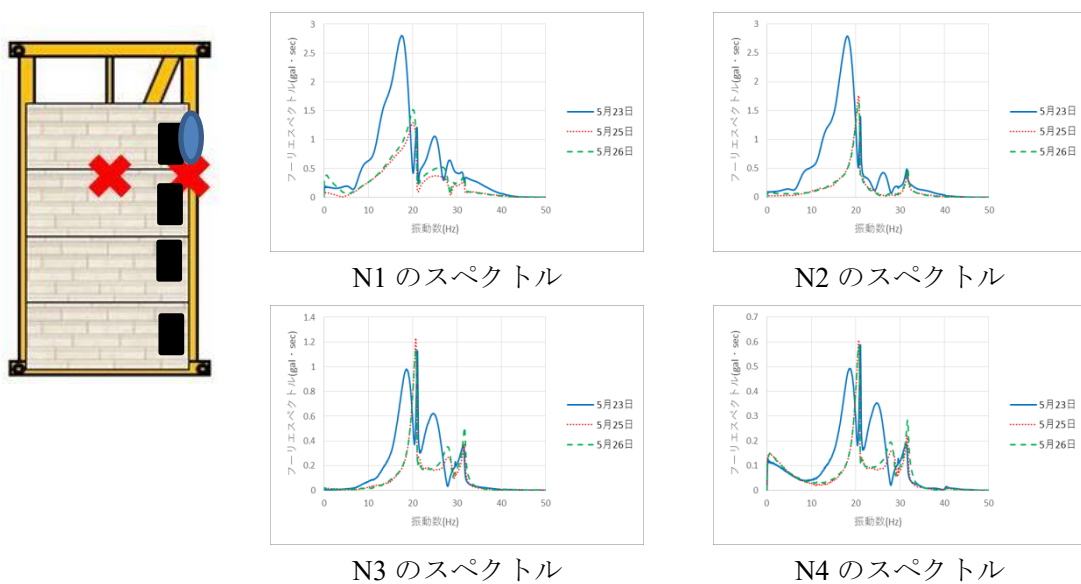 3
2.5
2
1.5
1
0.5
0
フーリエスペクトル(gal・sec)
0 10 20 30 40 50
振動数(Hz)
5月23日
5月25日
5月26日
N1 のスペクトル
3
2.5
2
1.5
1
0.5
0
フーリエスペクトル(gal・sec)
0 10 20 30 40 50
振動数(Hz)
5月23日
5月25日
5月26日
N2 のスペクトル
1.4
1.2
1
0.8
0.6
0.4
0.2
0
フーリエスペクトル(gal・sec)
0 10 20 30 40 50
振動数(Hz)
5月23日
5月25日
5月26日
N3 のスペクトル
0.7
0.6
0.5
0.4
0.3
0.2
0.1
0
フーリエスペクトル(gal・sec)
0 10 20 30 40 50
振動数(Hz)
5月23日
5月25日
5月26日
N4 のスペクトル